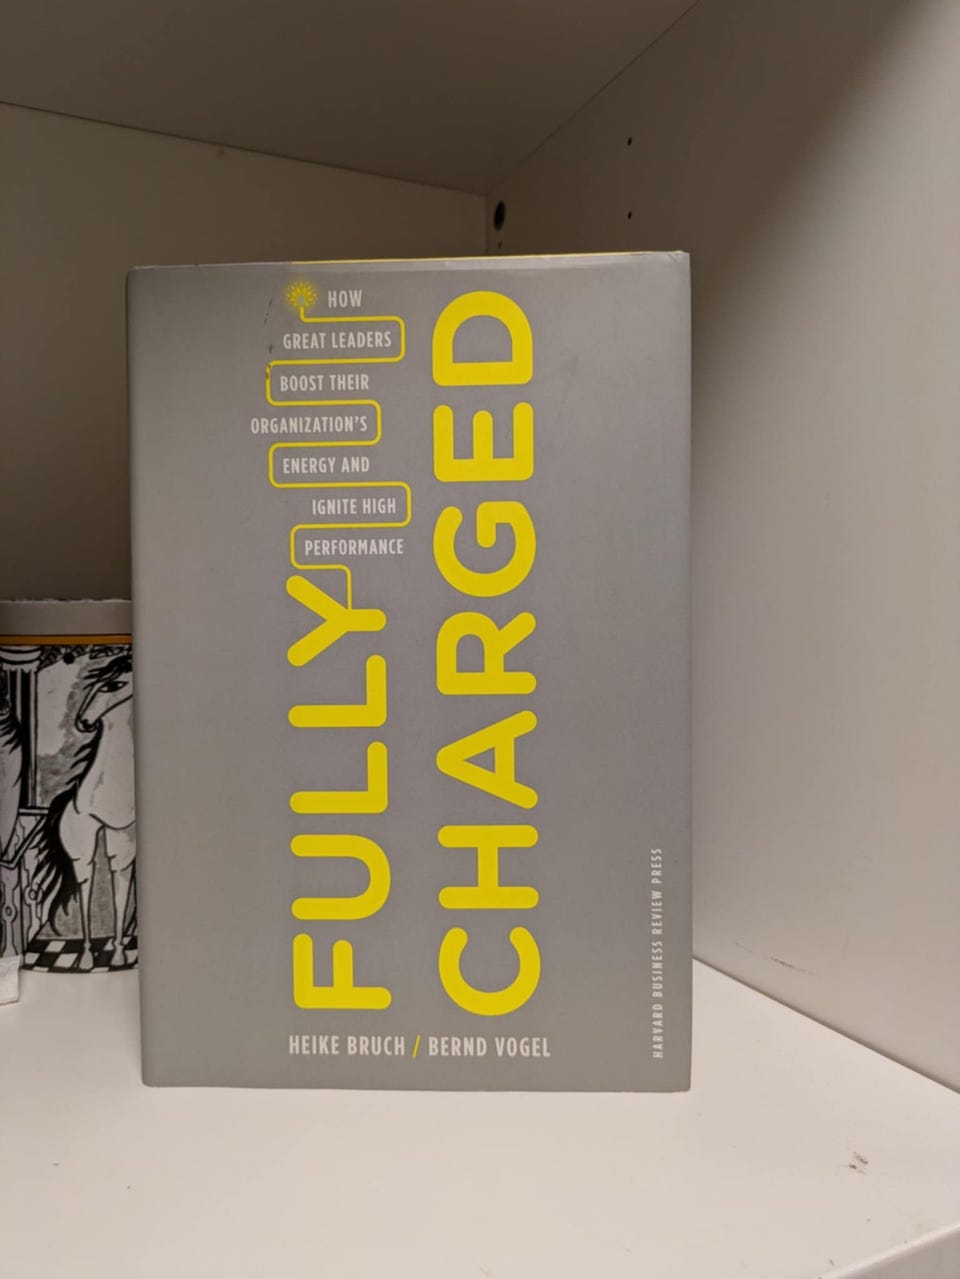 HOW
GREAT LEADERS
BOOST THEIR
ORGANIZATION'S
ENERGY AND
IGNITE HIGH
PERFORMANCE
FULLY
CHARGED
HEIKE BRUCH / BERND VOGEL
HARVARD BUSINESS REVIEW PRESS